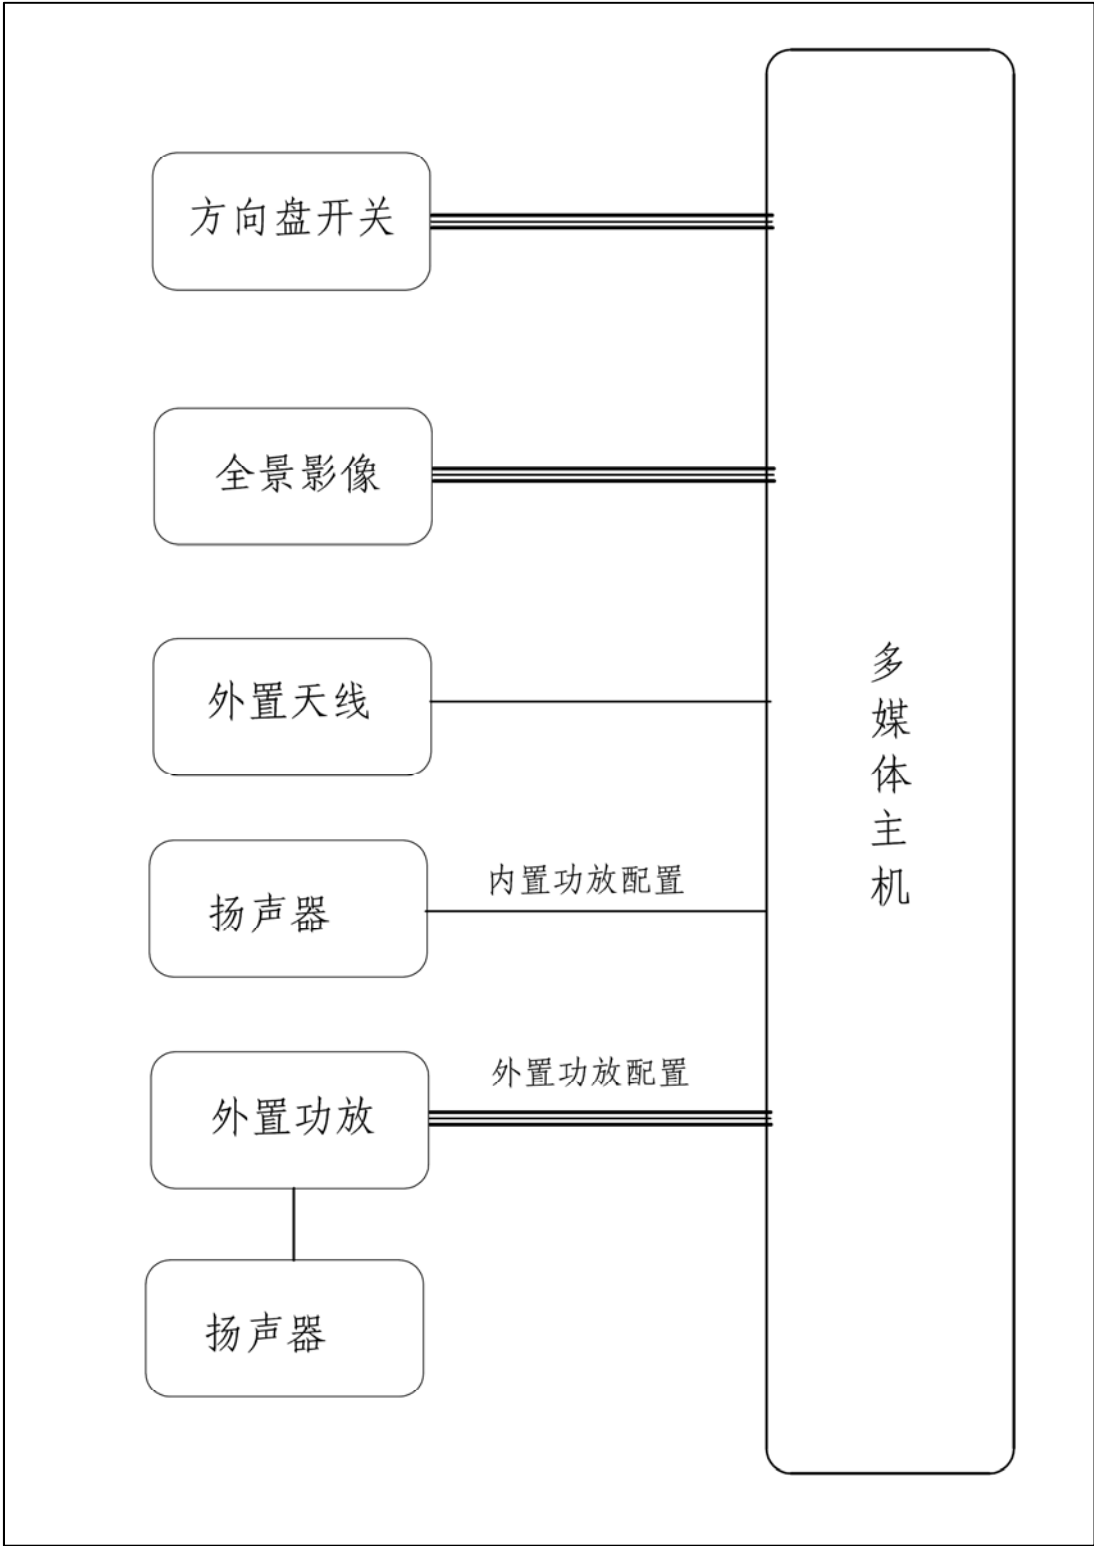 方向盘开关
全景影像
外置天线
扬声器
内置功放配置
外置功放配置
外置功放
扬声器
多媒体主机